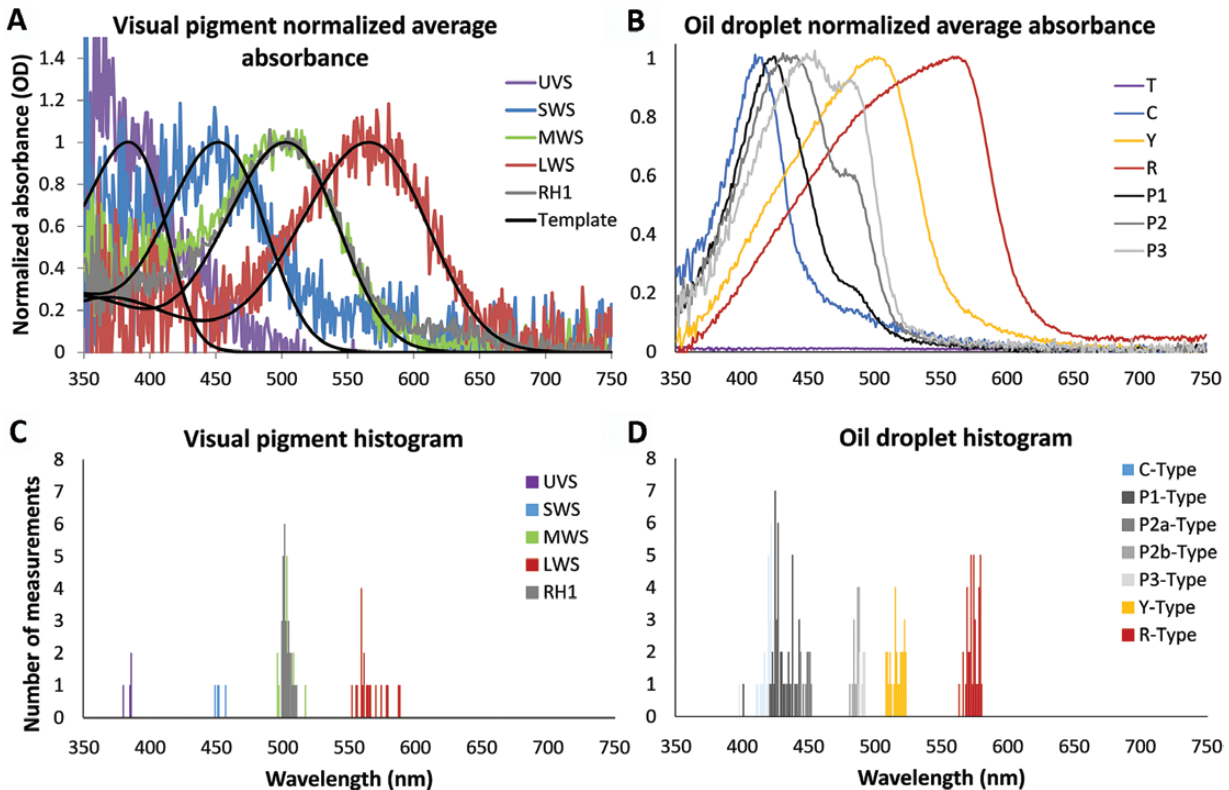 A
Visual pigment normalized average
absorbance
Normalized absorbance (OD)
1.4
1.2
1
0.8
0.6
0.4
0.2
0
350 400 450 500 550 600 650 700 750
UVS
SWS
MWS
LWS
RH1
Template
B
Oil droplet normalized average absorbance
1
0.8
0.6
0.4
0.2
0
350 400 450 500 550 600 650 700 750
T
C
Y
R
P1
P2
P3
C
Visual pigment histogram
Number of measurements
8
7
6
5
4
3
2
1
0
350 400 450 500 550 600 650 700 750
Wavelength (nm)
UVS
SWS
MWS
LWS
RH1
D
Oil droplet histogram
8
7
6
5
4
3
2
1
0
350 400 450 500 550 600 650 700 750
Wavelength (nm)
C-Type
P1-Type
P2a-Type
P2b-Type
P3-Type
Y-Type
R-Type